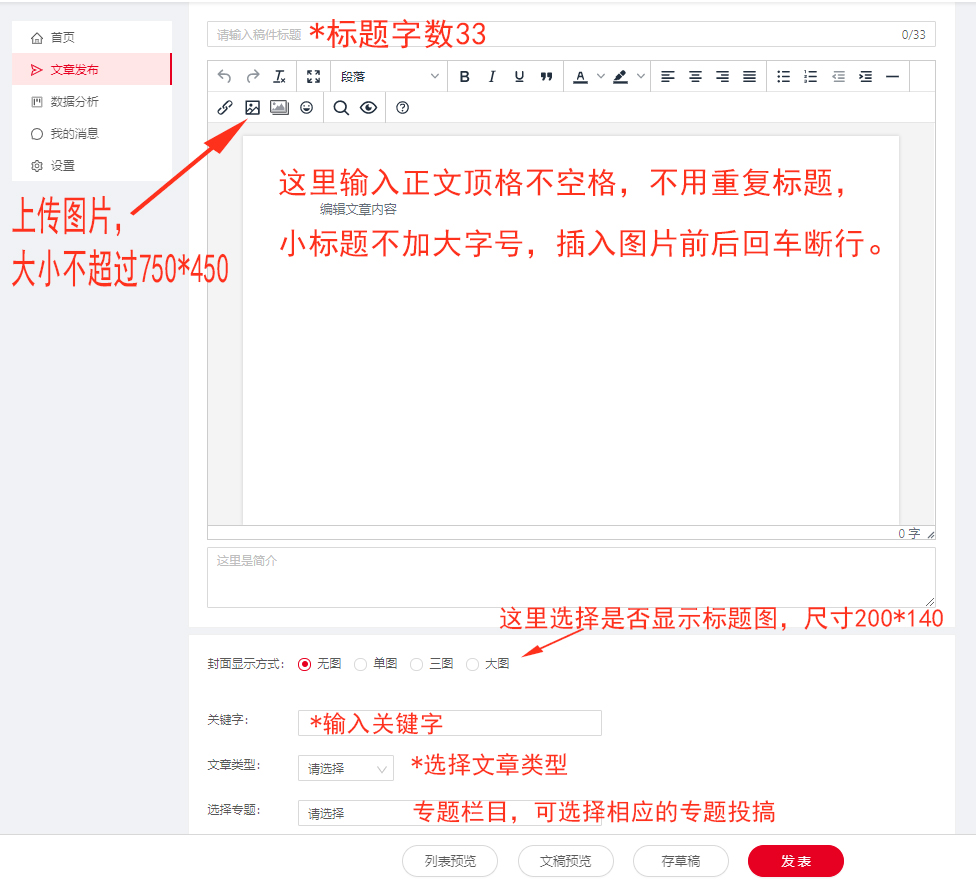 首页
文章发布
数据分析
我的消息
设置
请输入稿件标题 *标题字数33 0/33
段落
这里输入正文顶格不空格，不用重复标题，
编辑文章内容
小标题不加大字号，插入图片前后回车断行。
上传图片，
大小不超过750*450
0 字
这里是简介
这里选择是否显示标题图，尺寸200*140
封面显示方式： 无图 单图 三图 大图
关键字： *输入关键字
文章类型： 请选择 *选择文章类型
选择专题： 请选择 专题栏目，可选择相应的专题投搞
列表预览 文稿预览 存草稿 发表